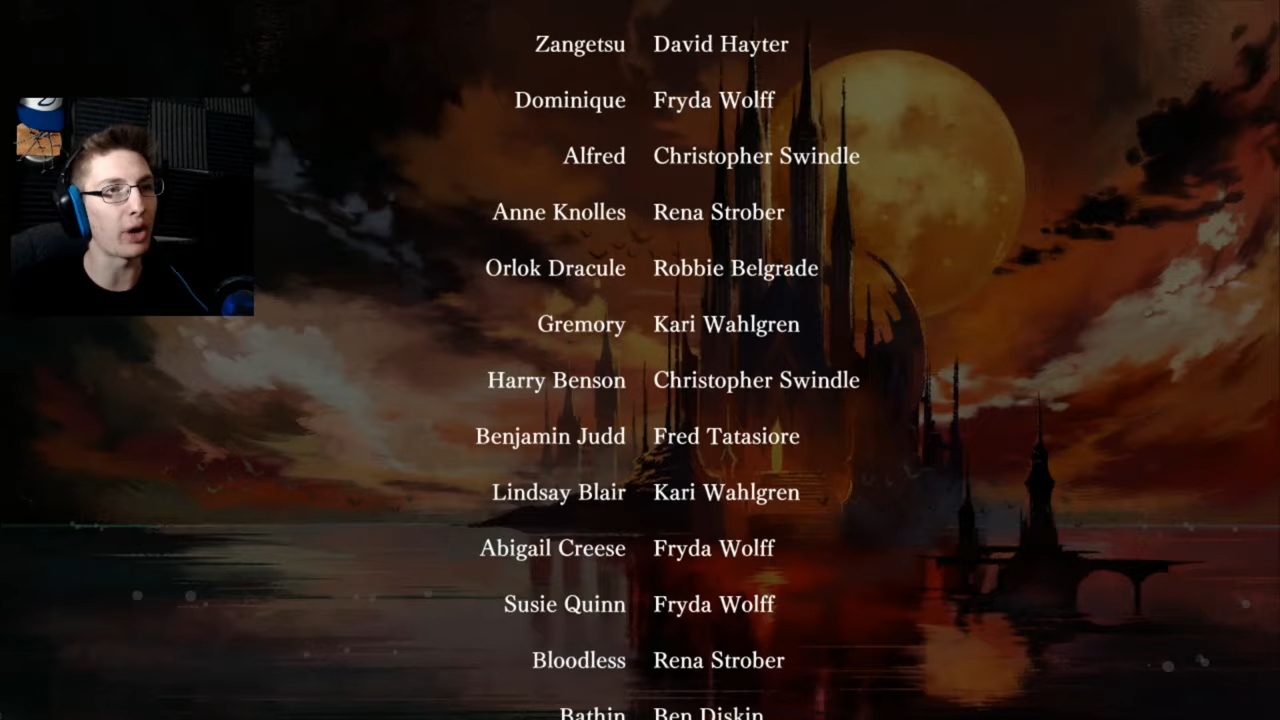 Zangetsu David Hayter
Dominique Fryda Wolff
Alfred Christopher Swindle
Anne Knolles Rena Strober
Orlok Dracule Robbie Belgrade
Gremory Kari Wahlgren
Harry Benson Christopher Swindle
Benjamin Judd Fred Tatasiore
Lindsay Blair Kari Wahlgren
Abigail Creese Fryda Wolff
Susie Quinn Fryda Wolff
Bloodless Rena Strober
Bathin Ben Diskin